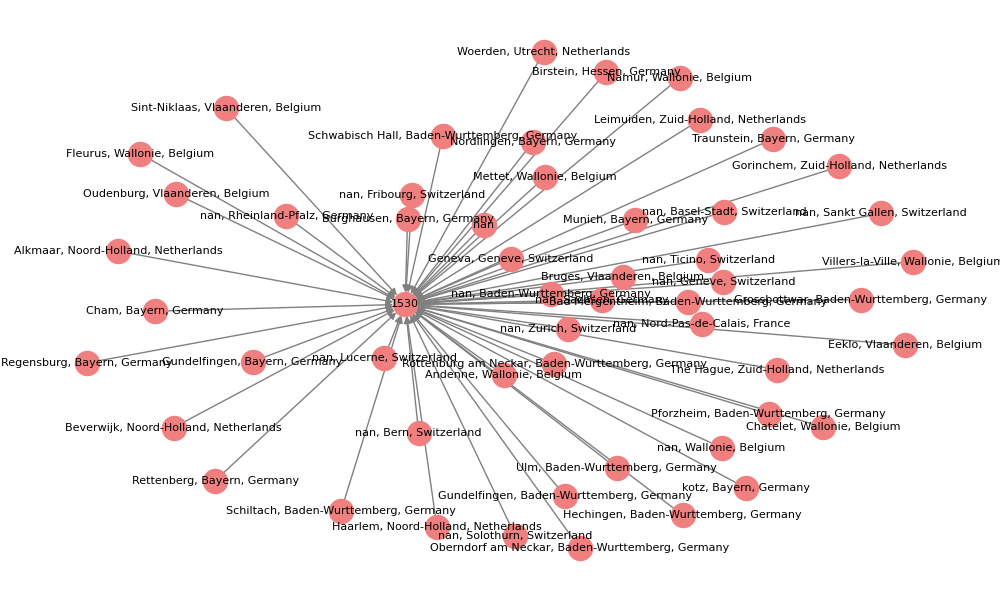 Woerden, Utrecht, Netherlands
Birstein, Hessen, Germany
Namur, Wallonie, Belgium
Sint-Niklaas, Vlaanderen, Belgium
Leimuiden, Zuid-Holland, Netherlands
Schwabisch Hall, Baden-Wurttemberg, Germany
Traunstein, Bayern, Germany
Nordlingen, Bayern, Germany
Fleurus, Wallonie, Belgium
Gorinchem, Zuid-Holland, Netherlands
Mettet, Wallonie, Belgium
Oudenburg, Vlaanderen, Belgium
nan, Fribourg, Switzerland
nan, Basel-Stadt, Switzerland
nan, Sankt Gallen, Switzerland
nan, Rheinland-Pfalz, Germany
Burghausen, Bayern, Germany
Munich, Bayern, Germany
nan
Alkmaar, Noord-Holland, Netherlands
Geneva, Geneve, Switzerland
nan, Ticino, Switzerland
Villers-la-Ville, Wallonie, Belgium
Bruges, Vlaanderen, Belgium
nan, Geneve, Switzerland
nan, Baden-Wurttemberg, Germany
nan, Sachsen, Germany
Grossbottwar, Baden-Wurttemberg, Germany
Bad Mergentheim, Baden-Wurttemberg, Germany
1530
Cham, Bayern, Germany
nan, Nord-Pas-de-Calais, France
nan, Zurich, Switzerland
Eeklo, Vlaanderen, Belgium
nan, Lucerne, Switzerland
Regensburg, Bayern, Germany
Gundelfingen, Bayern, Germany
Rottenburg am Neckar, Baden-Wurttemberg, Germany
The Hague, Zuid-Holland, Netherlands
Andenne, Wallonie, Belgium
Pforzheim, Baden-Wurttemberg, Germany
Chatelet, Wallonie, Belgium
Beverwijk, Noord-Holland, Netherlands
nan, Bern, Switzerland
nan, Wallonie, Belgium
Ulm, Baden-Wurttemberg, Germany
Rettenberg, Bayern, Germany
kotz, Bayern, Germany
Gundelfingen, Baden-Wurttemberg, Germany
Schiltach, Baden-Wurttemberg, Germany
Hechingen, Baden-Wurttemberg, Germany
Haarlem, Noord-Holland, Netherlands
nan, Solothurn, Switzerland
Oberndorf am Neckar, Baden-Wurttemberg, Germany